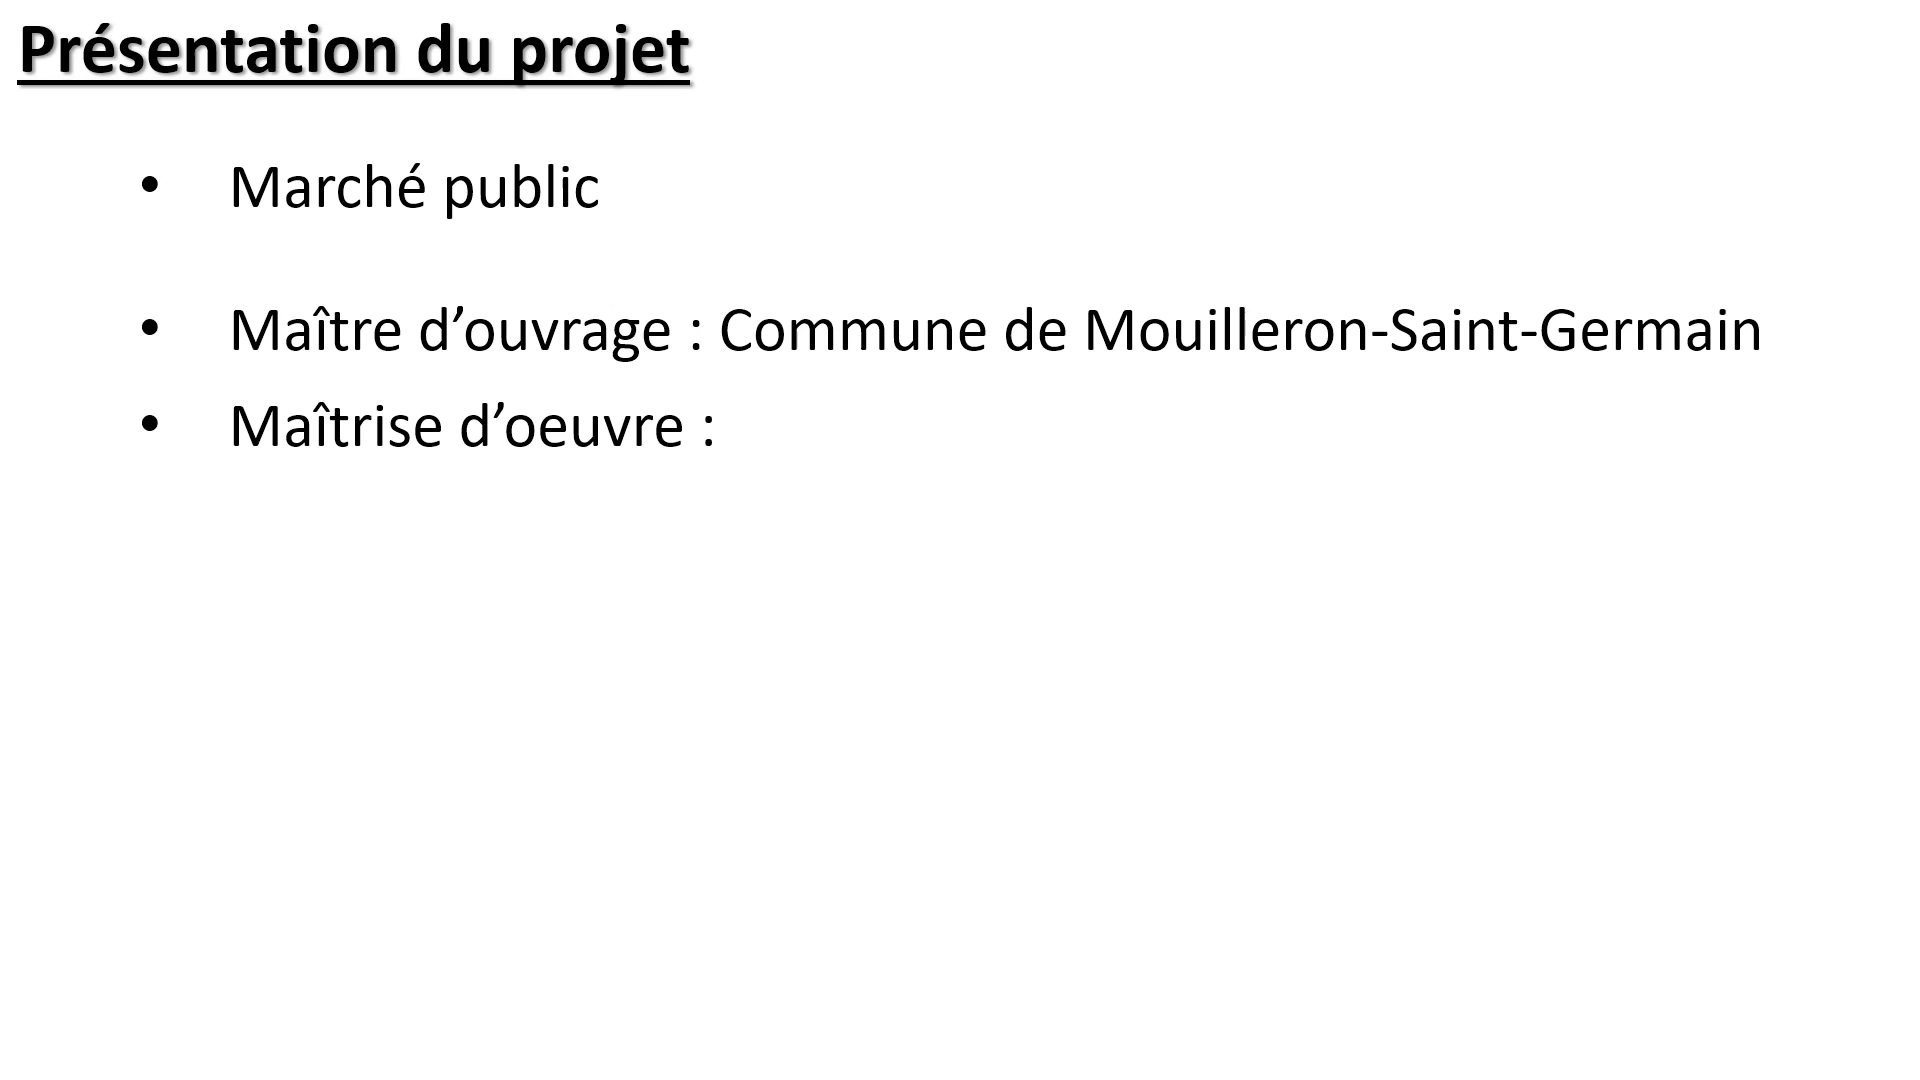 Présentation du projet
• Marché public
• Maître d’ouvrage : Commune de Mouilleron-Saint-Germain
• Maîtrise d’oeuvre :